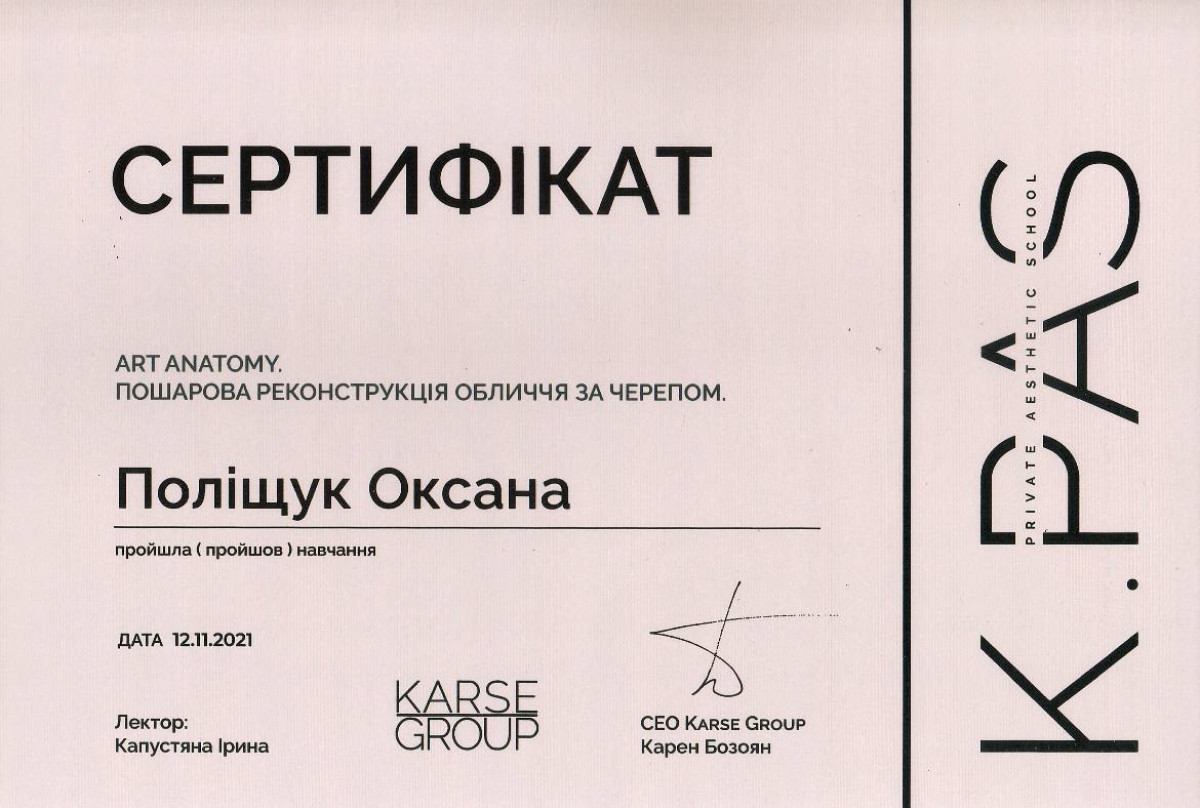 СЕРТИФІКАТ
ART ANATOMY.
ПОШАРОВА РЕКОНСТРУКЦІЯ ОБЛИЧЧЯ ЗА ЧЕРЕПОМ.
Поліщук Оксана
пройшла ( пройшов ) навчання
ДАТА 12.11.2021
Лектор:
Капустяна Ірина
KARSE
GROUP
CEO KARSE GROUP
Карен Бозоян
K.PÂS
PRIVATE AESTHETIC SCHOOL